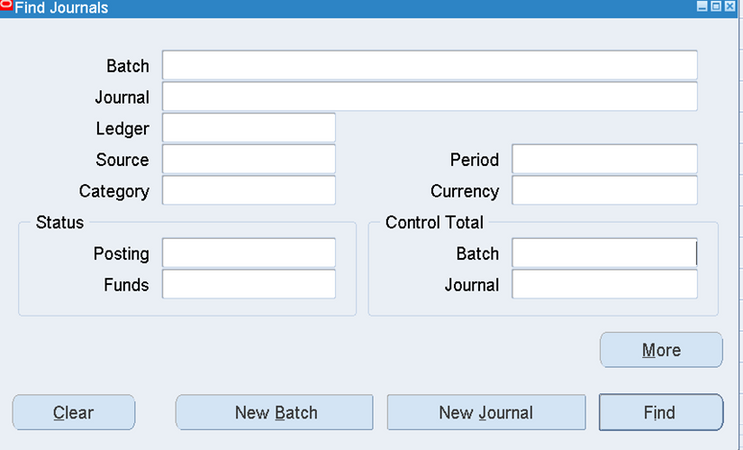 Find Journals
Batch
Journal
Ledger
Source Period
Category Currency
Status Control Total
Posting Batch
Funds Journal
More
Clear New Batch New Journal Find